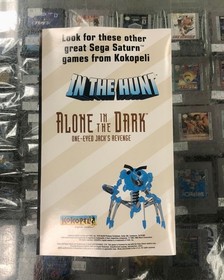 Look for these other
great Sega Saturn™
games from Kokopeli
IN THE HUNT
ALONE IN THE DARK
ONE-EYED JACK'S REVENGE
KOKOPELI